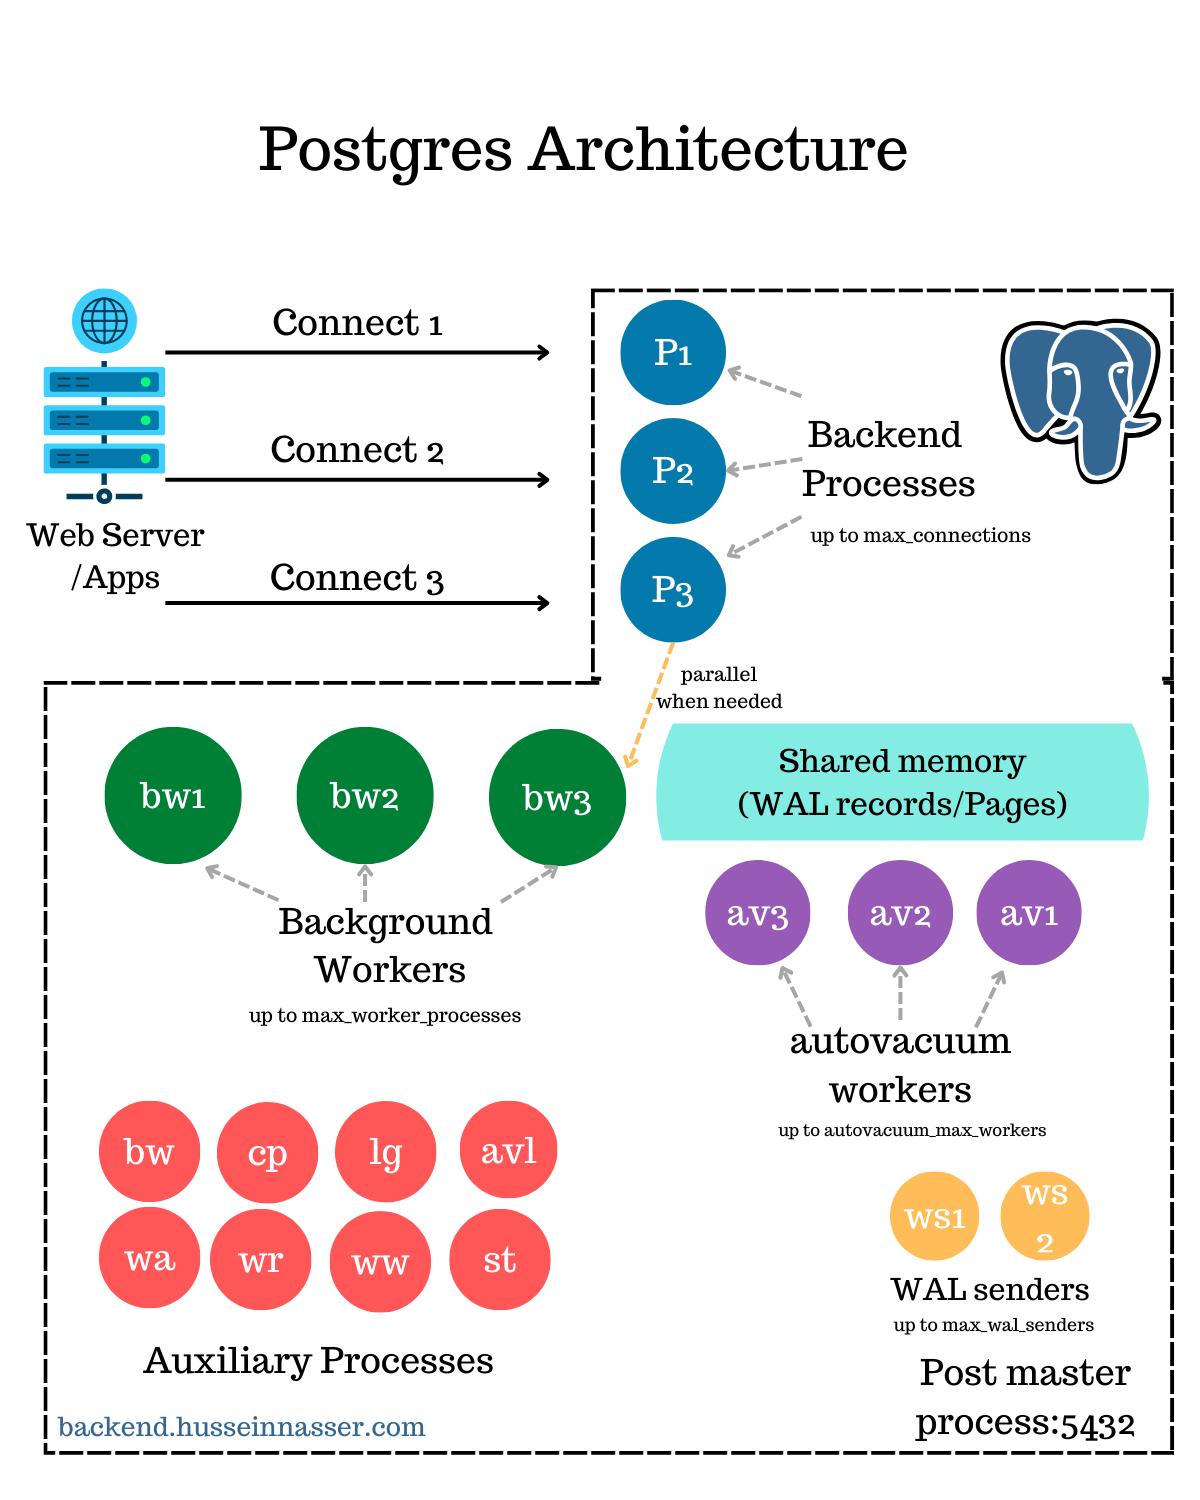 Postgres Architecture
Connect 1
Connect 2
Connect 3
Web Server
/Apps
P1
P2
P3
Backend
Processes
up to max_connections
parallel
when needed
bw1
bw2
bw3
Shared memory
(WAL records/Pages)
Background
Workers
up to max_worker_processes
av3
av2
av1
autovacuum
workers
up to autovacuum_max_workers
bw
cp
lg
avl
wa
wr
ww
st
Auxiliary Processes
ws1
ws
2
WAL senders
up to max_wal_senders
Post master
process:5432
backend.husseinnasser.com